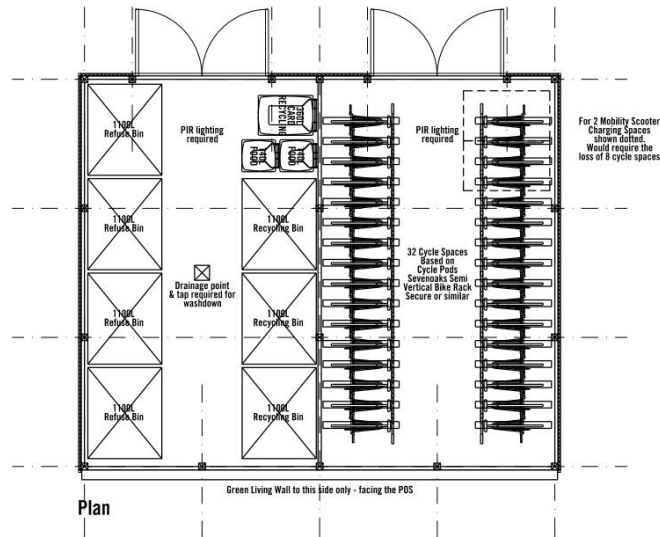 1100L
Refuse Bin
1100L
Refuse Bin
1100L
Refuse Bin
1100L
Refuse Bin
PIR lighting
required
360L
CARD
RECYCLING
140L
FOOD
140L
FOOD
1100L
Recycling Bin
1100L
Recycling Bin
1100L
Recycling Bin
Drainage point
& tap required for
washdown
PIR lighting
required
32 Cycle Spaces
Based on
Cycle Pods
Sevenoaks Semi
Vertical Bike Rack
Secure or similar
For 2 Mobility Scooter
Charging Spaces
shown dotted.
Would require the
loss of 8 cycle spaces
Green Living Wall to this side only - facing the POS
Plan